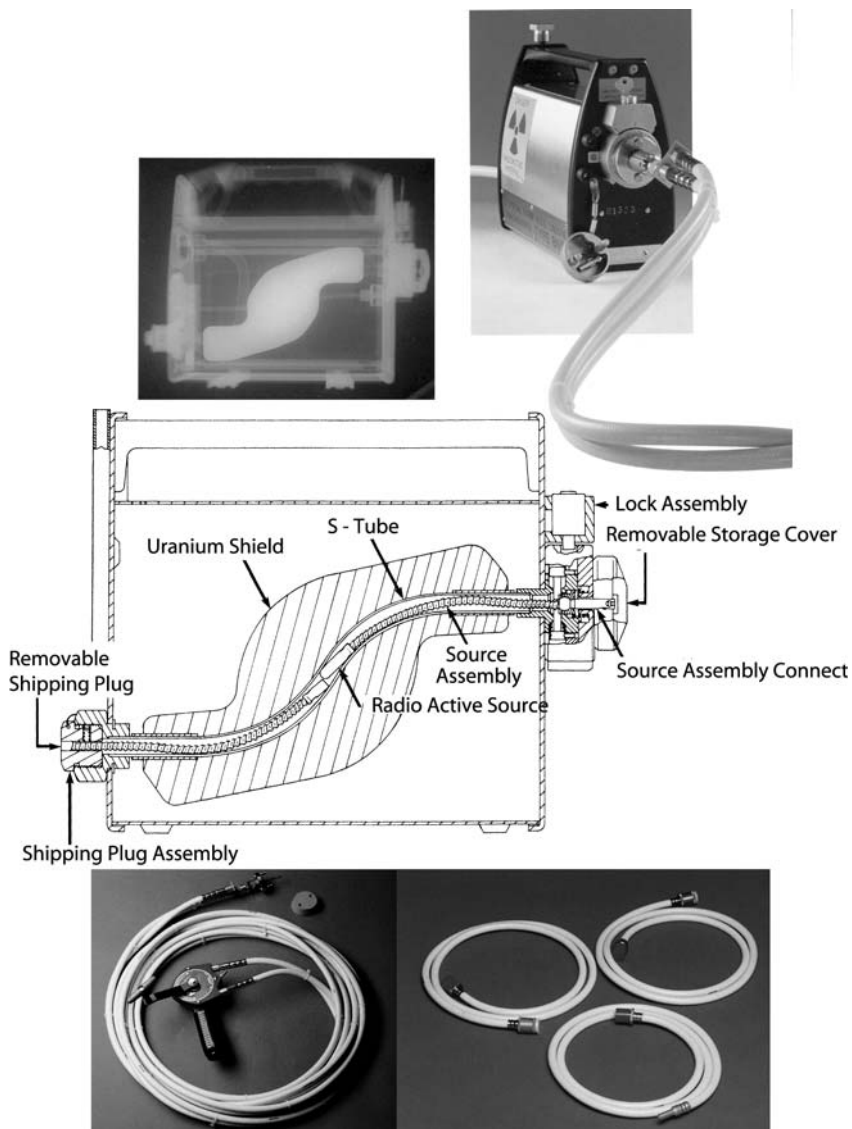 Lock Assembly
S - Tube
Removable Storage Cover
Uranium Shield
Source
Assembly
Removable
Shipping Plug
Source Assembly Connect
Radio Active Source
Shipping Plug Assembly